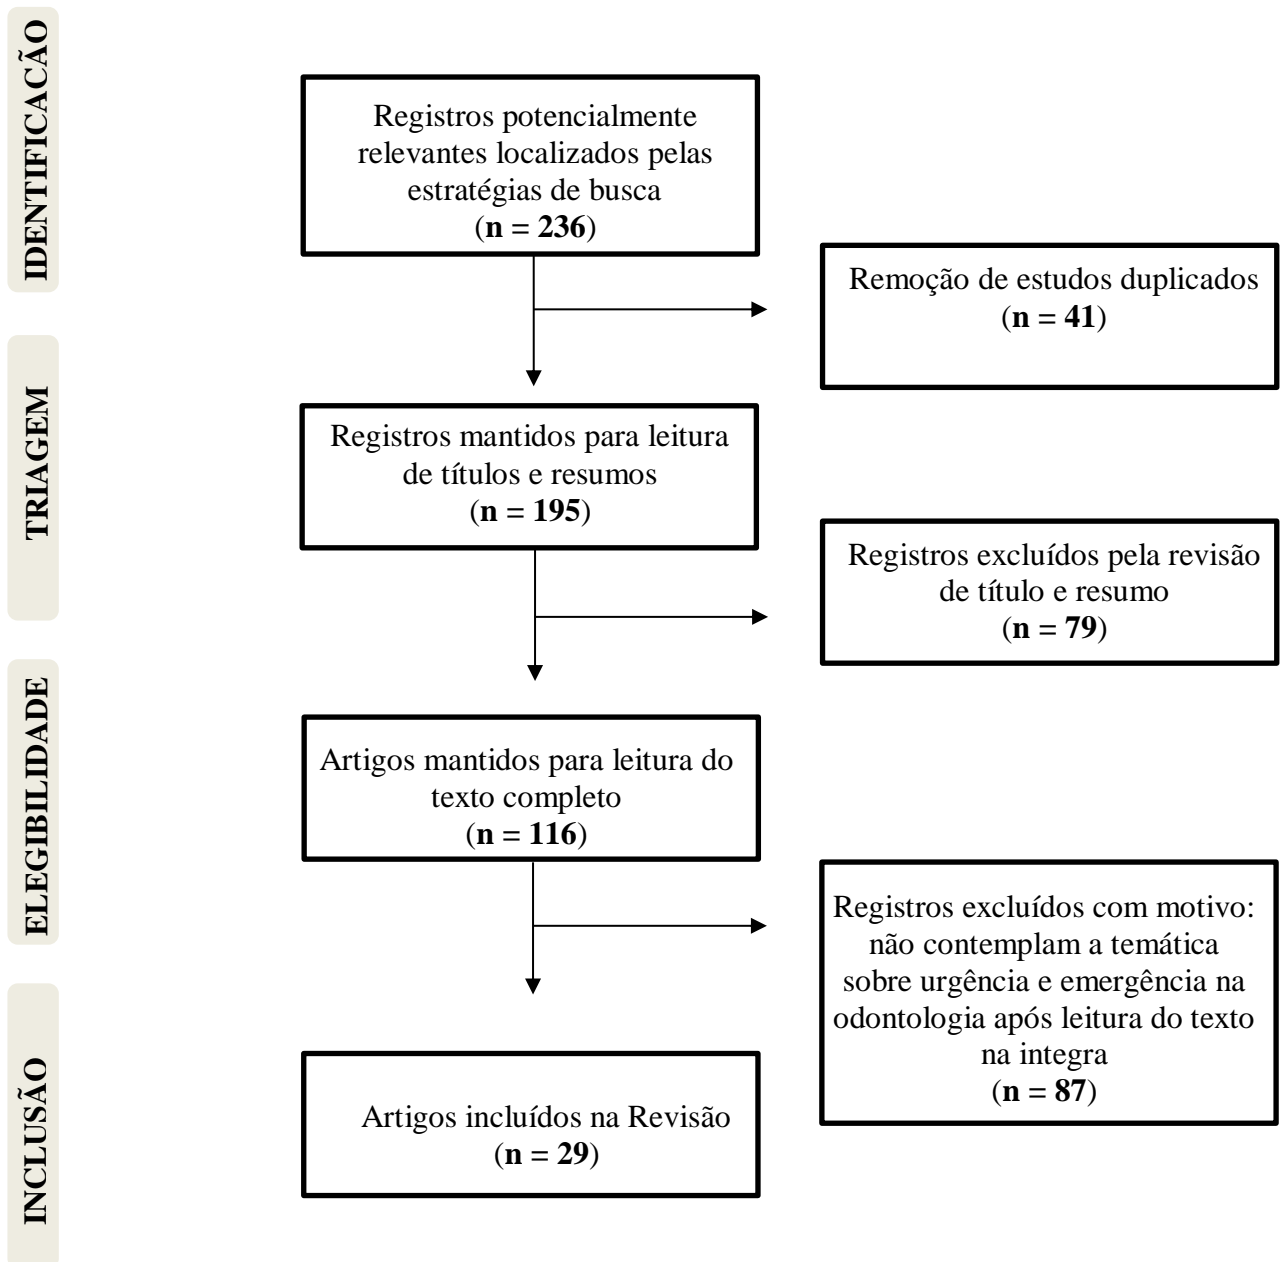 IDENTIFICACÃO
Registros potencialmente
relevantes localizados pelas
estratégias de busca
(n = 236)
Remoção de estudos duplicados
(n = 41)
TRIAGEM
Registros mantidos para leitura
de títulos e resumos
(n = 195)
Registros excluídos pela revisão
de título e resumo
(n = 79)
ELEGIBILIDADE
Artigos mantidos para leitura do
texto completo
(n = 116)
Registros excluídos com motivo:
não contemplam a temática
sobre urgência e emergência na
odontologia após leitura do texto
na integra
(n = 87)
INCLUSÃO
Artigos incluídos na Revisão
(n = 29)